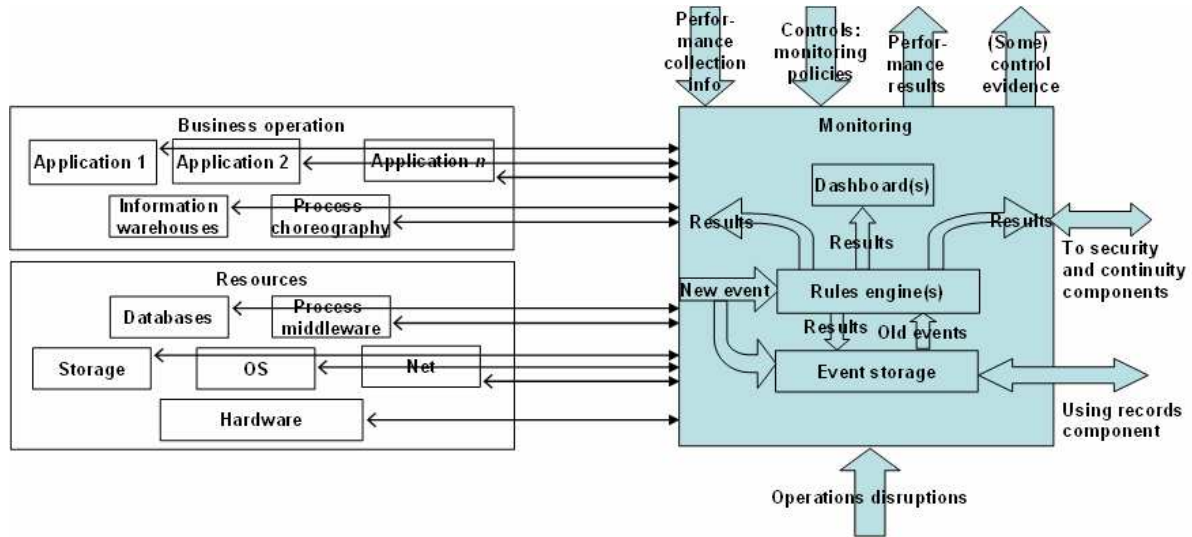 Perfor-
mance
collection
info
Controls:
monitoring
policies
Perfor-
mance
results
(Some)
control
evidence
Business operation
Application 1
Application 2
Application n
Information
warehouses
Process
choreography
Resources
Databases
Process
middleware
Storage
OS
Net
Hardware
Monitoring
Dashboard(s)
Results
Results
Results
New event
Rules engine(s)
Results
Old events
Event storage
To security
and continuity
components
Using records
component
Operations disruptions